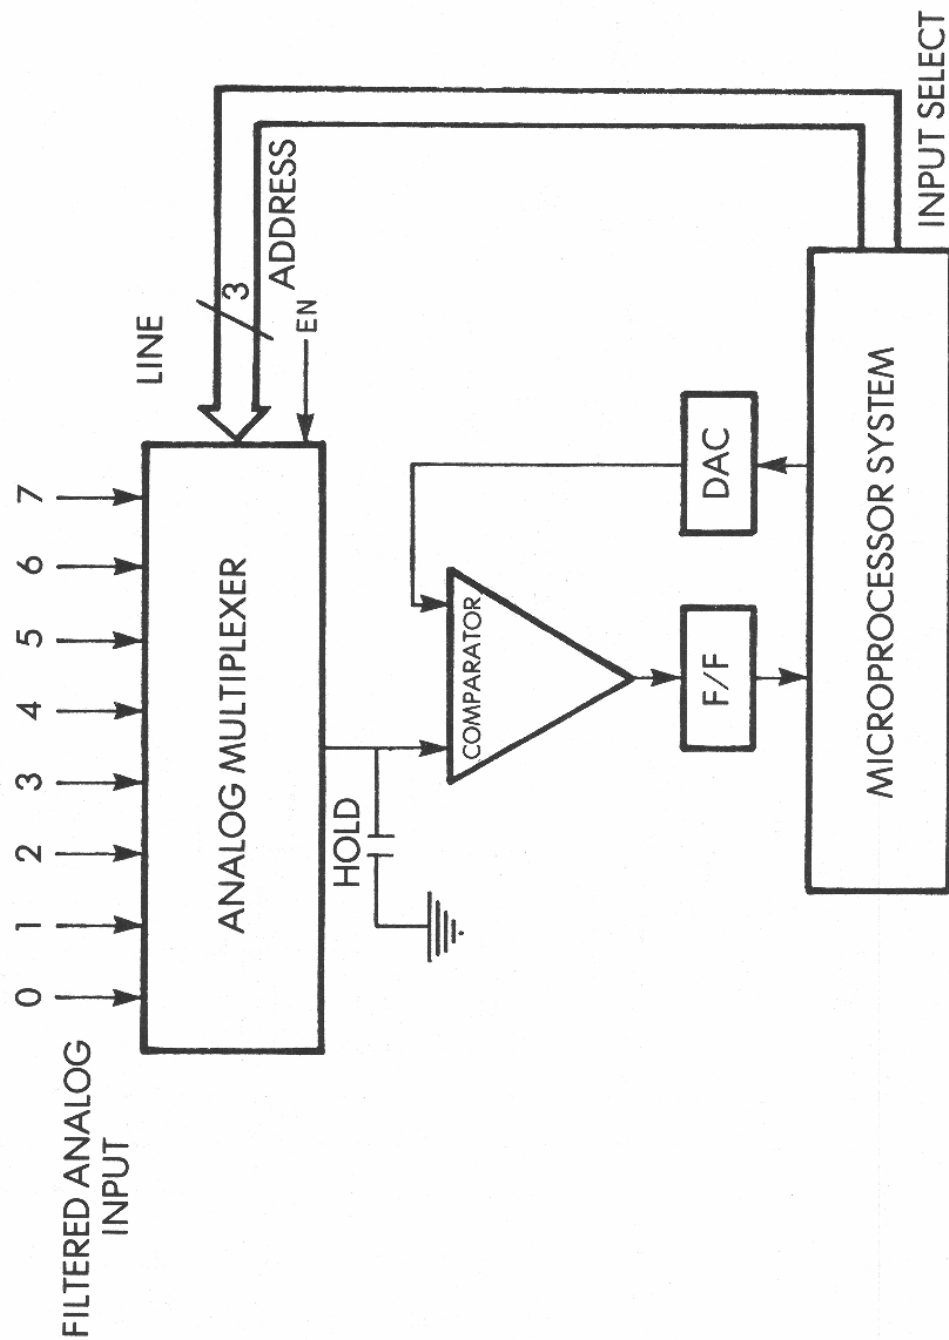 FILTERED ANALOG
INPUT
0 1 2 3 4 5 6 7
ANALOG MULTIPLEXER
LINE
3
ADDRESS
EN
HOLD
COMPARATOR
F/F
DAC
MICROPROCESSOR SYSTEM
INPUT SELECT